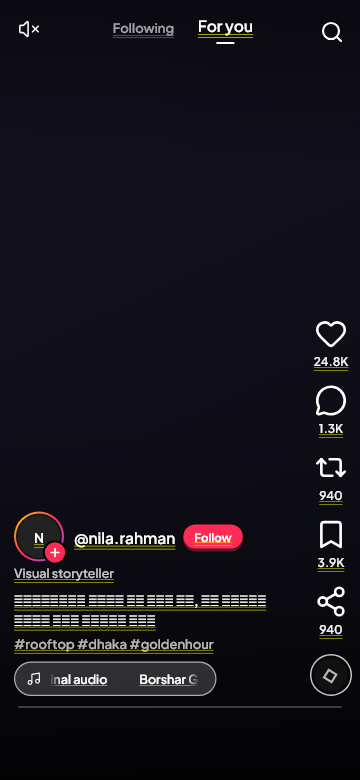 Following
For you
24.8K
1.3K
940
3.9K
940
N
@nila.rahman
Follow
Visual storyteller
#rooftop #dhaka #goldenhour
inal audio Borshar G